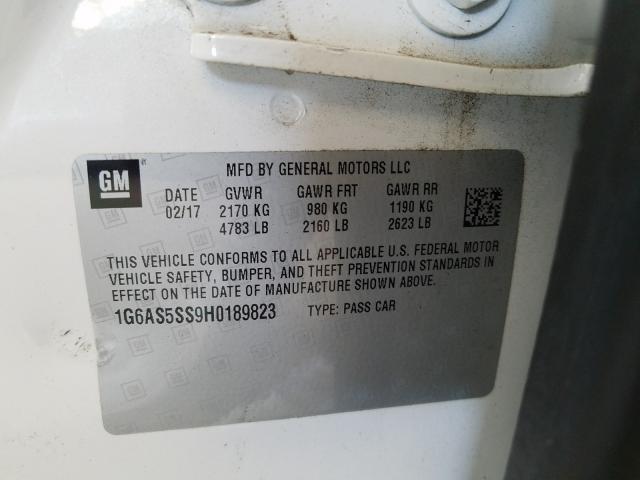 GM
MFD BY GENERAL MOTORS LLC
DATE GVWR GAWR FRT GAWR RR
02/17 2170 KG 980 KG 1190 KG
4783 LB 2160 LB 2623 LB
THIS VEHICLE CONFORMS TO ALL APPLICABLE U.S. FEDERAL MOTOR
VEHICLE SAFETY, BUMPER, AND THEFT PREVENTION STANDARDS IN
EFFECT ON THE DATE OF MANUFACTURE SHOWN ABOVE.
1G6AS5SS9H0189823 TYPE: PASS CAR